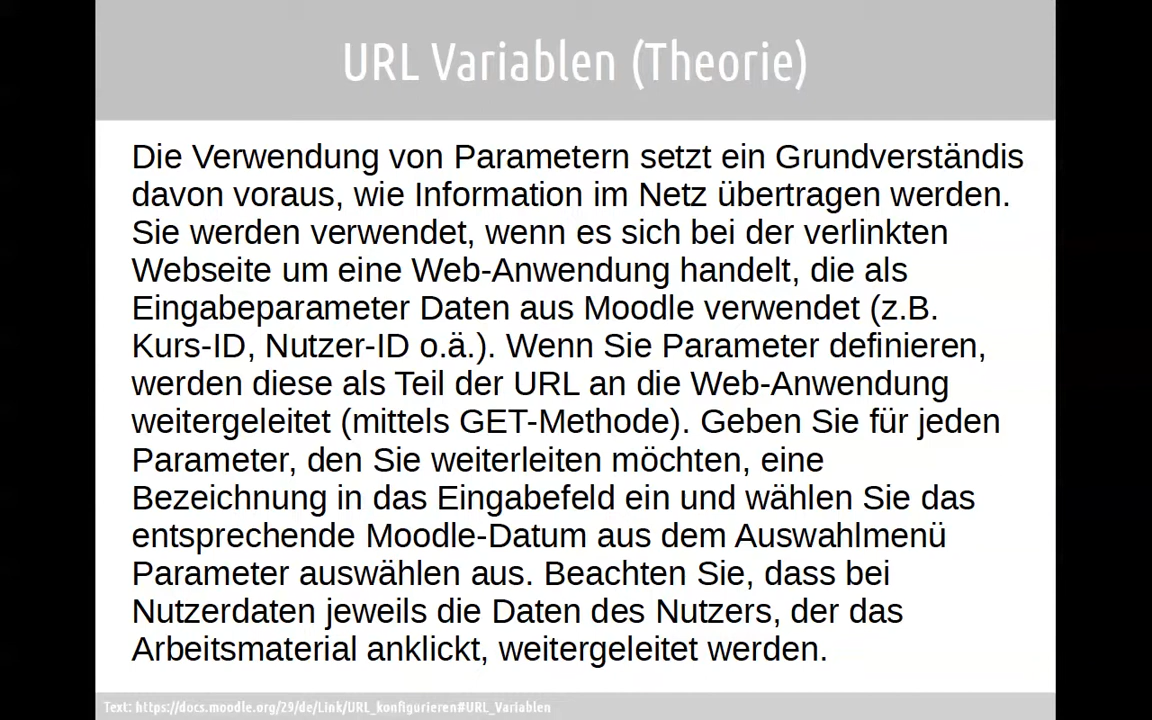 URL Variablen (Theorie)
Die Verwendung von Parametern setzt ein Grundverständis
davon voraus, wie Information im Netz übertragen werden.
Sie werden verwendet, wenn es sich bei der verlinkten
Webseite um eine Web-Anwendung handelt, die als
Eingabeparameter Daten aus Moodle verwendet (z.B.
Kurs-ID, Nutzer-ID o.ä.). Wenn Sie Parameter definieren,
werden diese als Teil der URL an die Web-Anwendung
weitergeleitet (mittels GET-Methode). Geben Sie für jeden
Parameter, den Sie weiterleiten möchten, eine
Bezeichnung in das Eingabefeld ein und wählen Sie das
entsprechende Moodle-Datum aus dem Auswahlmenü
Parameter auswählen aus. Beachten Sie, dass bei
Nutzerdaten jeweils die Daten des Nutzers, der das
Arbeitsmaterial anklickt, weitergeleitet werden.
Text: https://docs.moodle.org/29/de/Link/URL_konfigurieren#URL_Variablen